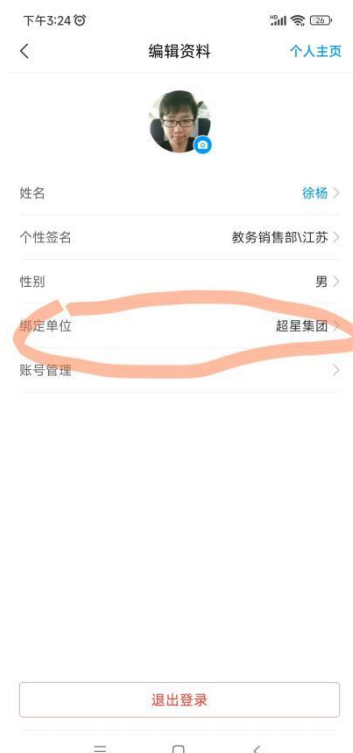 下午3:24
HD 26
编辑资料 个人主页
姓名 徐杨
个性签名 教务销售部\江苏
性别 男
绑定单位 超星集团
账号管理
退出登录